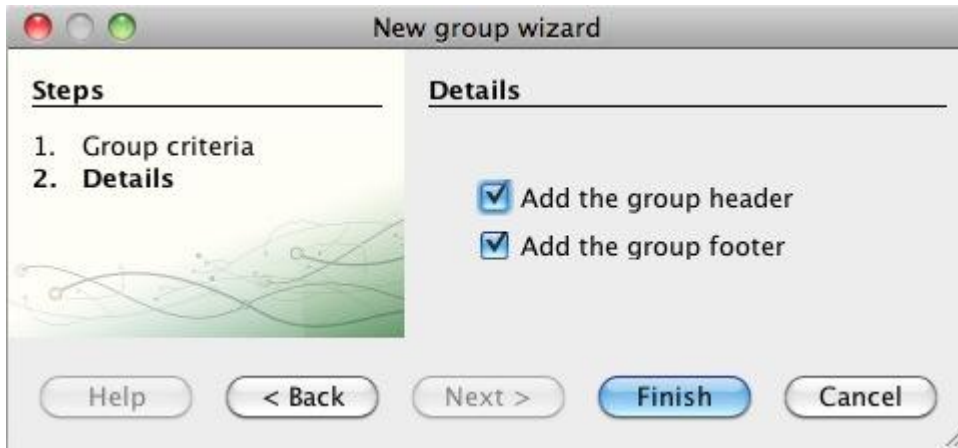 New group wizard
Steps
1. Group criteria
2. Details
Details
Add the group header
Add the group footer
Help
< Back
Next >
Finish
Cancel